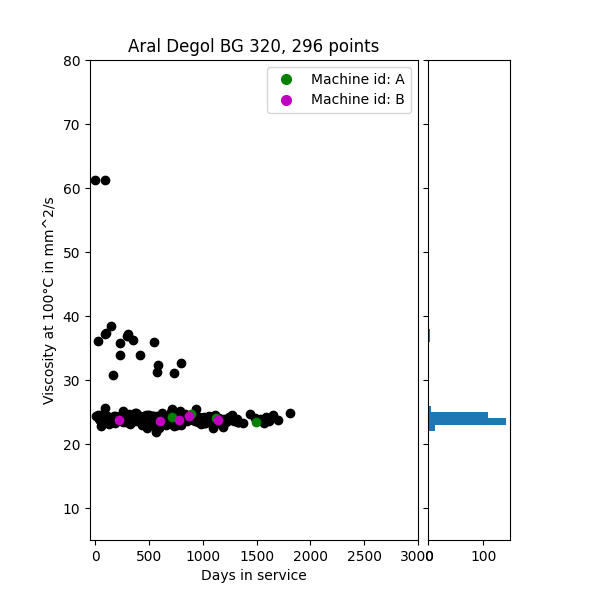 Aral Degol BG 320, 296 points
Machine id: A
Machine id: B
Viscosity at 100°C in mm^2/s
80
70
60
50
40
30
20
10
0 500 1000 1500 2000 2500 3000
0 100
Days in service